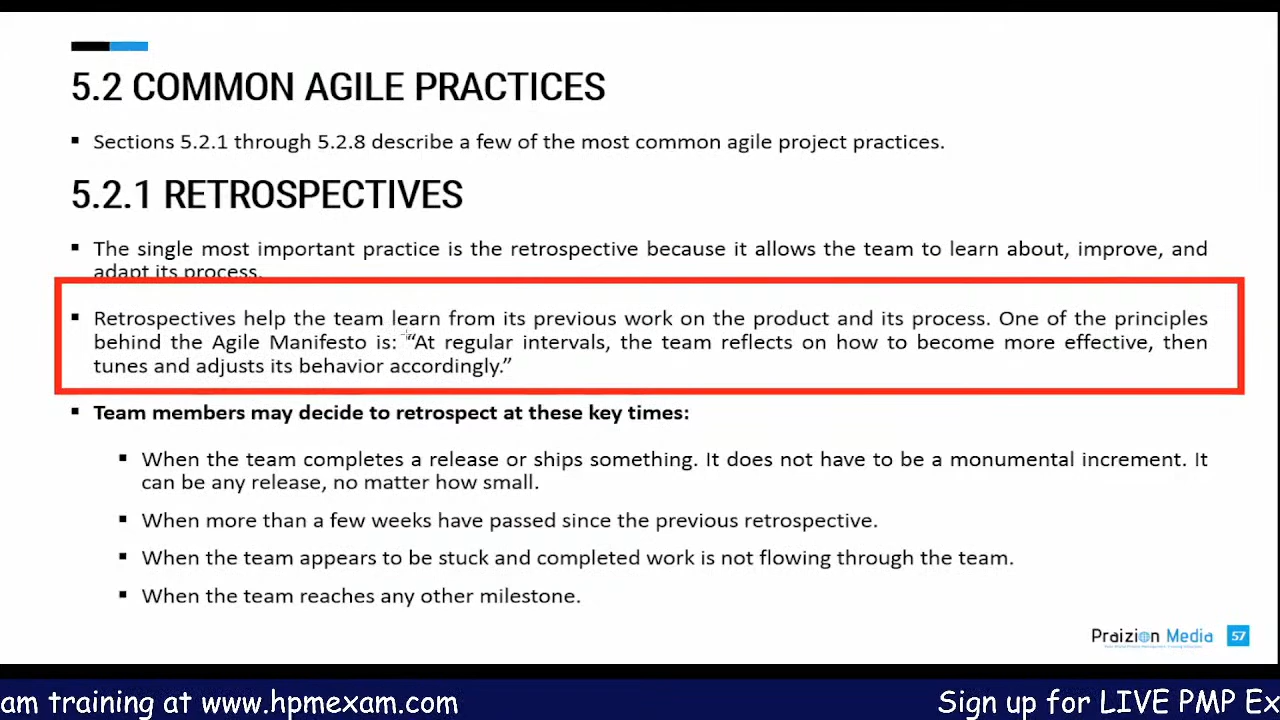 5.2 COMMON AGILE PRACTICES
▪ Sections 5.2.1 through 5.2.8 describe a few of the most common agile project practices.
5.2.1 RETROSPECTIVES
▪ The single most important practice is the retrospective because it allows the team to learn about, improve, and
adapt its process.
▪ Retrospectives help the team learn from its previous work on the product and its process. One of the principles
behind the Agile Manifesto is: “At regular intervals, the team reflects on how to become more effective, then
tunes and adjusts its behavior accordingly.”
▪ Team members may decide to retrospect at these key times:
▪ When the team completes a release or ships something. It does not have to be a monumental increment. It
can be any release, no matter how small.
▪ When more than a few weeks have passed since the previous retrospective.
▪ When the team appears to be stuck and completed work is not flowing through the team.
▪ When the team reaches any other milestone.
Praizion Media 57
am training at www.hpmexam.com Sign up for LIVE PMP Ex